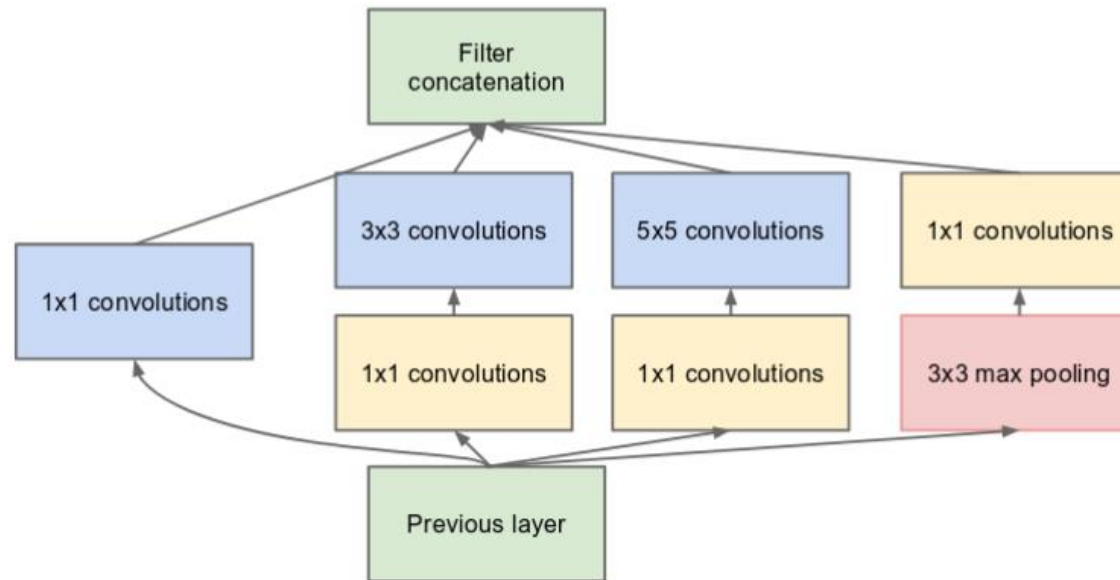 Filter
concatenation
3x3 convolutions
5x5 convolutions
1x1 convolutions
1x1 convolutions
1x1 convolutions
1x1 convolutions
3x3 max pooling
Previous layer